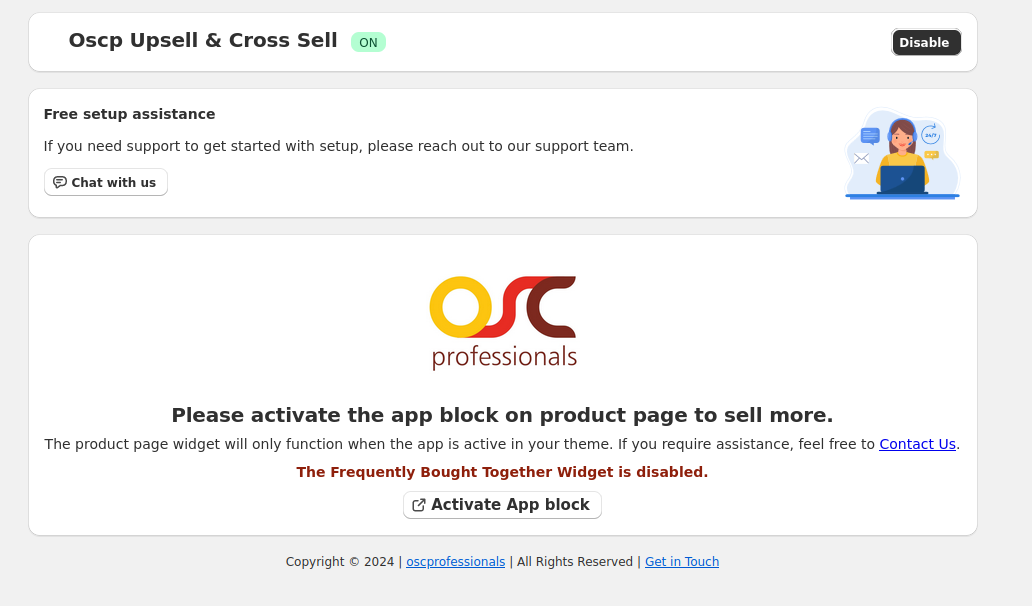 Oscp Upsell & Cross Sell ON Disable
Free setup assistance
If you need support to get started with setup, please reach out to our support team.
Chat with us
24/7
OSC
professionals
Please activate the app block on product page to sell more.
The product page widget will only function when the app is active in your theme. If you require assistance, feel free to Contact Us.
The Frequently Bought Together Widget is disabled.
Activate App block
Copyright © 2024 | oscprofessionals | All Rights Reserved | Get in Touch